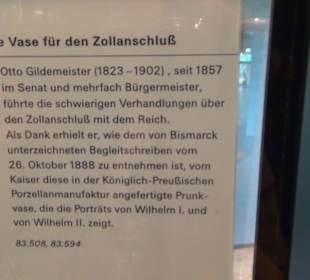 e Vase für den Zollanschluß
Otto Gildemeister (1823 – 1902) , seit 1857
im Senat und mehrfach Bürgermeister,
führte die schwierigen Verhandlungen über
den Zollanschluß mit dem Reich.
Als Dank erhielt er, wie dem von Bismarck
unterzeichneten Begleitschreiben vom
26. Oktober 1888 zu entnehmen ist, vom
Kaiser diese in der Königlich-Preußischen
Porzellanmanufaktur angefertigte Prunk-
vase, die die Porträts von Wilhelm I. und
von Wilhelm II. zeigt.
83.508, 83.594